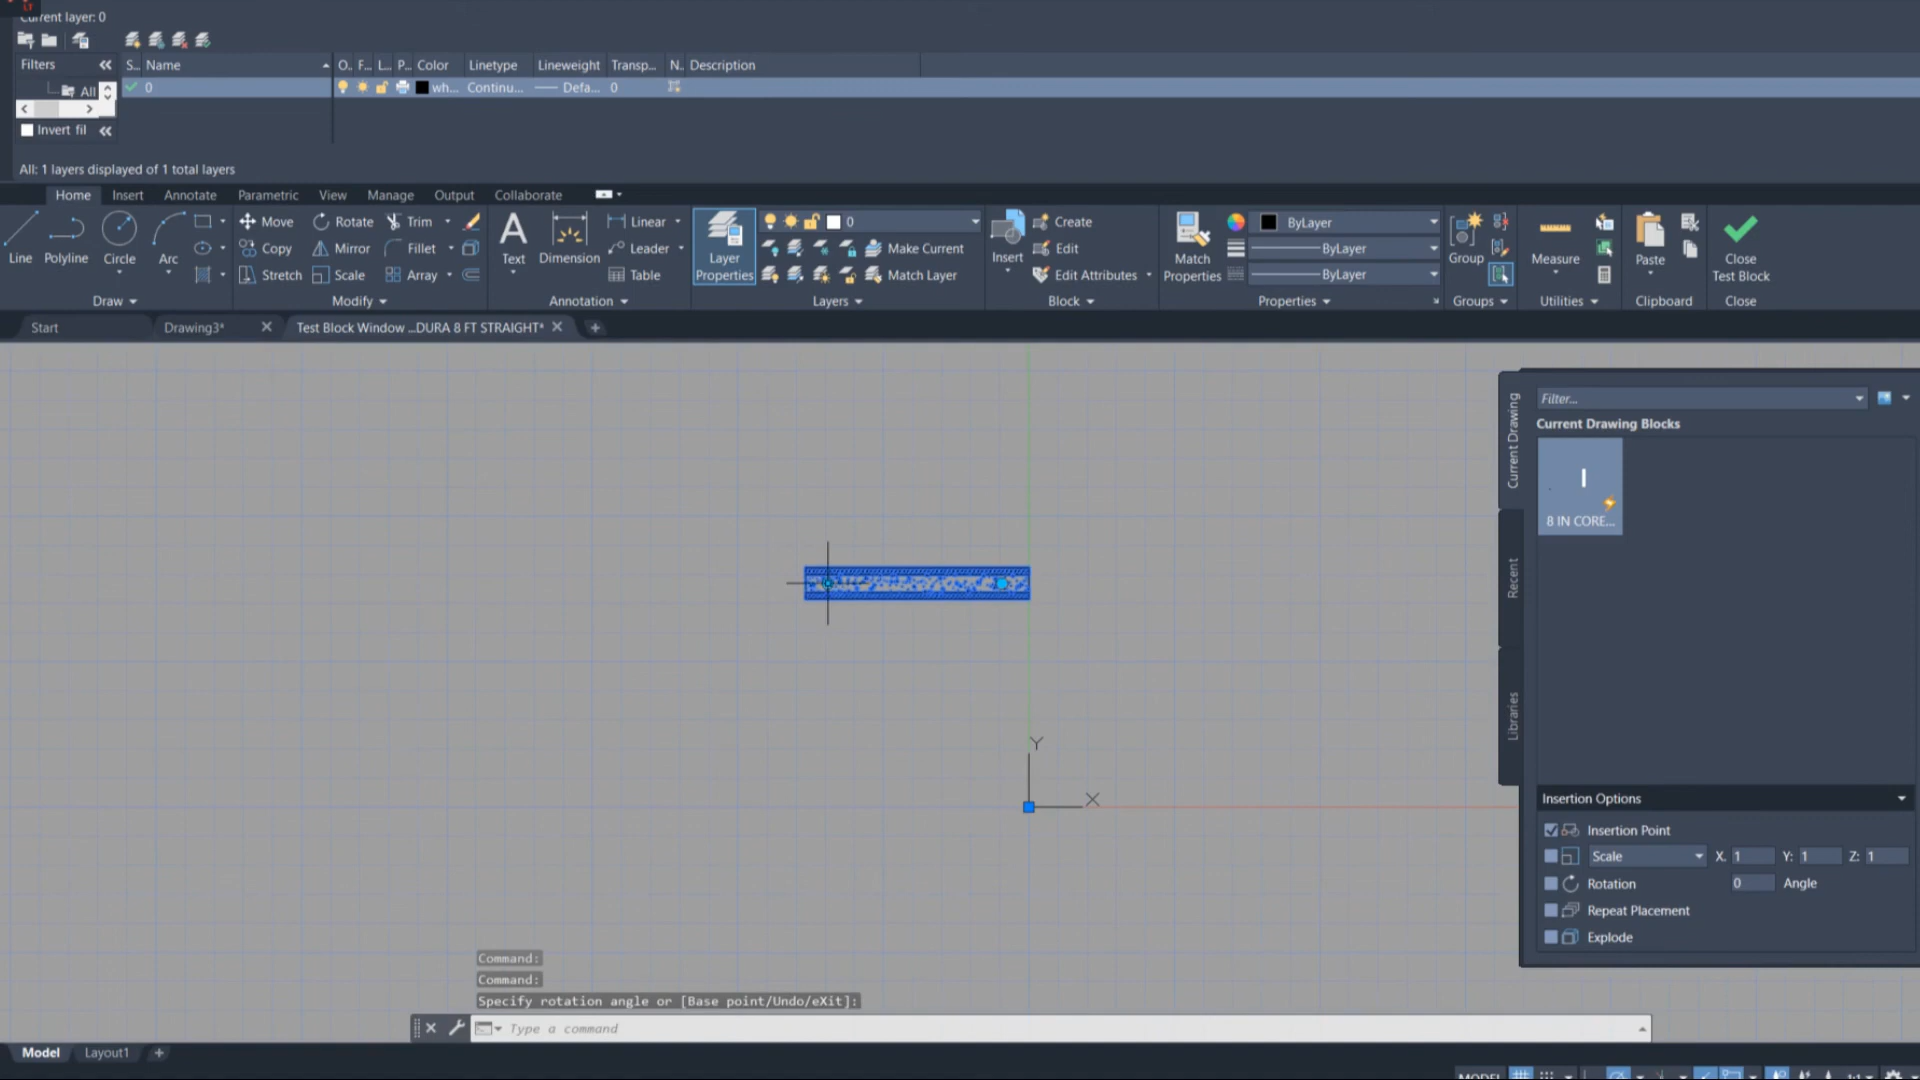 LT
Current layer: 0
Filters
S.. Name O.. F... L... P... Color Linetype Lineweight Transp... N.. Description
All
0 wh... Continu... Defa... 0
Invert fil
All: 1 layers displayed of 1 total layers
Home Insert Annotate Parametric View Manage Output Collaborate
Line Polyline Circle Arc
Draw
Move Rotate Trim
Copy Mirror Fillet
Stretch Scale Array
Modify
Text Dimension
Linear
Leader
Table
Annotation
Layer Properties
0
Make Current
Match Layer
Layers
Insert
Create
Edit
Edit Attributes
Block
Match Properties
ByLayer
ByLayer
ByLayer
Properties
Group
Groups
Measure
Utilities
Paste
Clipboard
Close Test Block
Close
Start Drawing3* Test Block Window ...DURA 8 FT STRAIGHT*
Y
X
Current Drawing
Recent
Libraries
Filter...
Current Drawing Blocks
8 IN CORE...
Insertion Options
Insertion Point
Scale X: 1 Y: 1 Z: 1
Rotation 0 Angle
Repeat Placement
Explode
Command:
Command:
Specify rotation angle or [Base point/Undo/eXit]:
Type a command
Model Layout1
MODEL 1:1